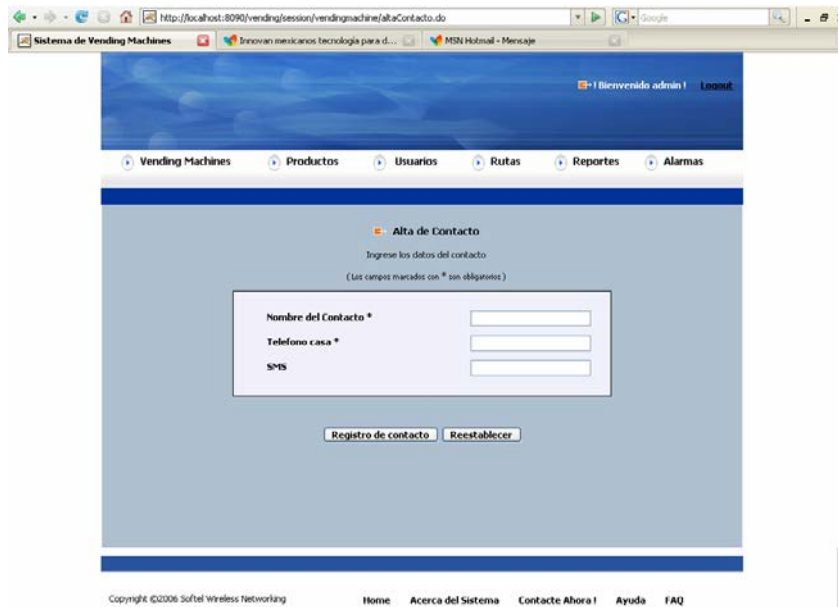 http://localhost:8090/vending/session/vendingmachine/altaContacto.do
Google
Sistema de Vending Machines
Innovan mexicanos tecnología para d...
MSN Hotmail - Mensaje
! Bienvenido admin !
Logout
Vending Machines
Productos
Usuarios
Rutas
Reportes
Alarmas
Alta de Contacto
Ingrese los datos del contacto
( Los campos marcados con * son obligatorios )
Nombre del Contacto *
Telefono casa *
SMS
Registro de contacto
Reestablecer
Copyright ©2006 Softel Wireless Networking
Home
Acerca del Sistema
Contacte Ahora !
Ayuda
FAQ